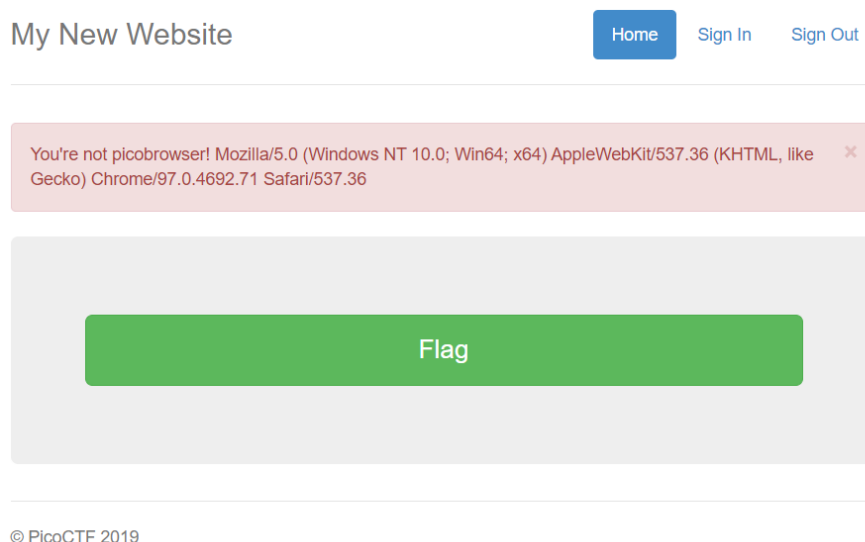 My New Website
Home Sign In Sign Out
You're not picobrowser! Mozilla/5.0 (Windows NT 10.0; Win64; x64) AppleWebKit/537.36 (KHTML, like
Gecko) Chrome/97.0.4692.71 Safari/537.36
×
Flag
© PicoCTF 2019